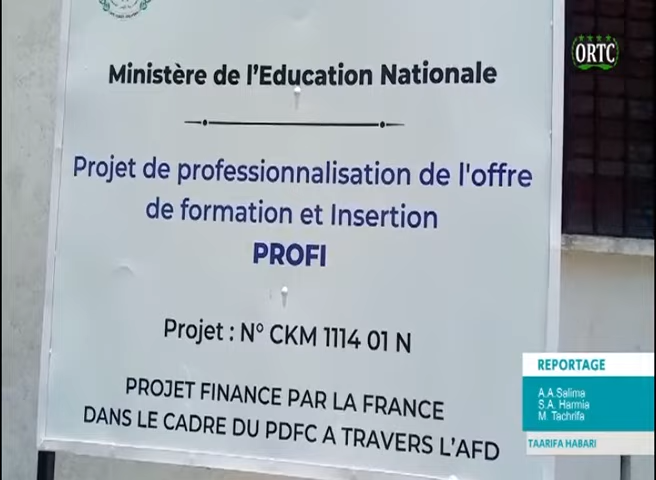 Ministère de l'Education Nationale
ORTC
Projet de professionnalisation de l'offre
de formation et Insertion
PROFI
Projet : N° CKM 1114 01 N
PROJET FINANCE PAR LA FRANCE
DANS LE CADRE DU PDFC A TRAVERS L'AFD
REPORTAGE
A.A.Salima
S.A. Harmia
M. Tachrifa
TAARIFA HABARI